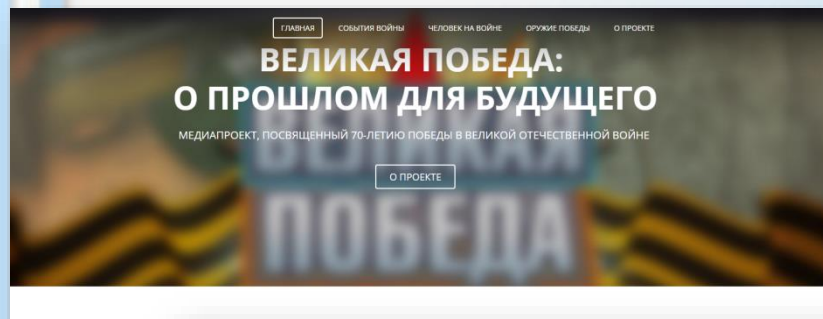 ГЛАВНАЯ СОБЫТИЯ ВОЙНЫ ЧЕЛОВЕК НА ВОЙНЕ ОРУЖИЕ ПОБЕДЫ О ПРОЕКТЕ
ВЕЛИКАЯ ПОБЕДА:
О ПРОШЛОМ ДЛЯ БУДУЩЕГО
МЕДИАПРОЕКТ, ПОСВЯЩЕННЫЙ 70-ЛЕТИЮ ПОБЕДЫ В ВЕЛИКОЙ ОТЕЧЕСТВЕННОЙ ВОЙНЕ
ВЕЛИКАЯ
О ПРОЕКТЕ
ПОБЕДА